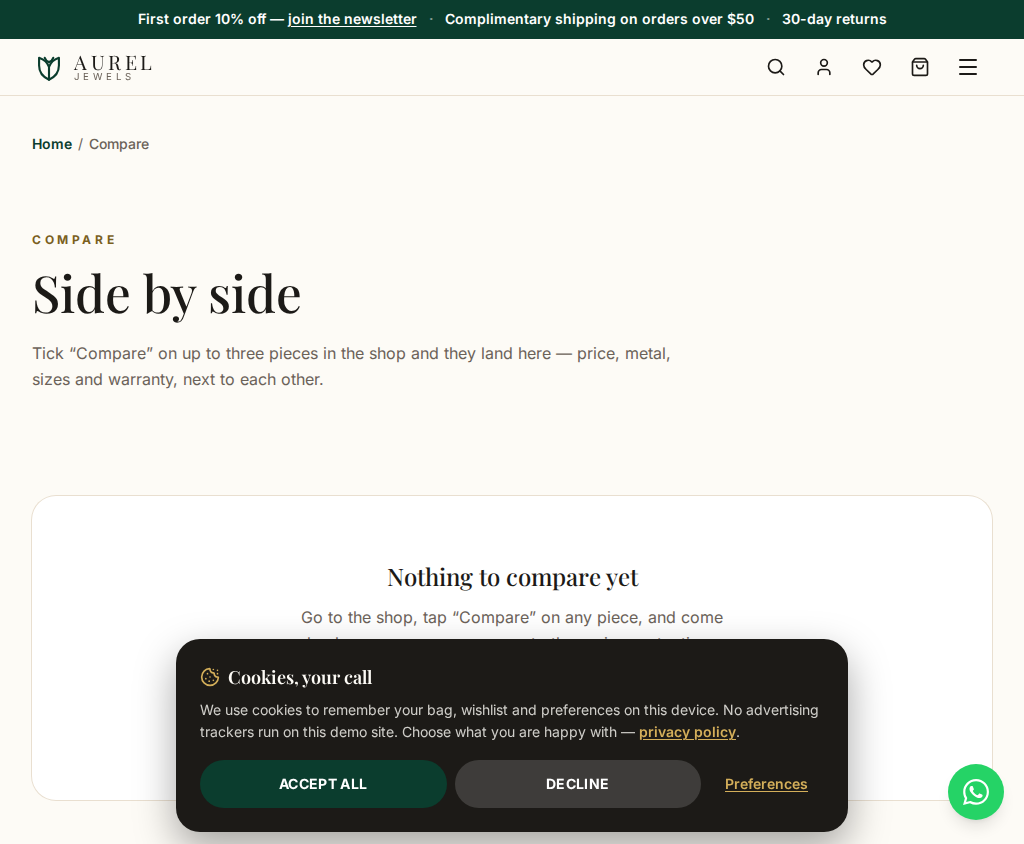 First order 10% off — join the newsletter · Complimentary shipping on orders over $50 · 30-day returns
AUREL
JEWELS
Home / Compare
COMPARE
Side by side
Tick “Compare” on up to three pieces in the shop and they land here — price, metal,
sizes and warranty, next to each other.
Nothing to compare yet
Go to the shop, tap “Compare” on any piece, and come
Cookies, your call
We use cookies to remember your bag, wishlist and preferences on this device. No advertising
trackers run on this demo site. Choose what you are happy with — privacy policy.
ACCEPT ALL
DECLINE
Preferences